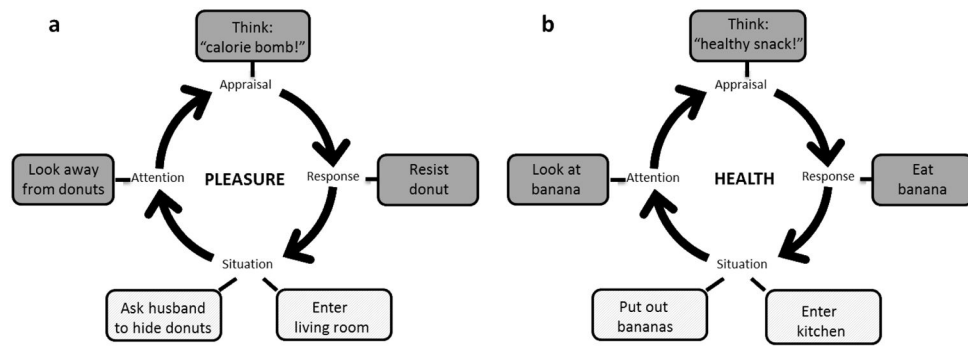 a
Think:
“calorie bomb!”
Appraisal
Look away
from donuts
Attention
PLEASURE
Response
Resist
donut
Situation
Ask husband
to hide donuts
Enter
living room
b
Think:
“healthy snack!”
Appraisal
Look at
banana
Attention
HEALTH
Response
Eat
banana
Situation
Put out
bananas
Enter
kitchen